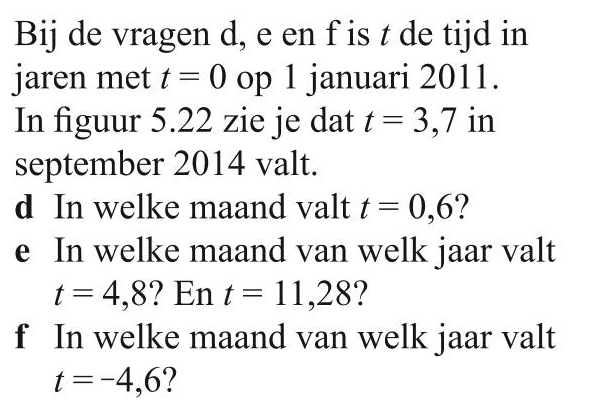 Bij de vragen d, e en f is t de tijd in
jaren met t = 0 op 1 januari 2011.
In figuur 5.22 zie je dat t = 3,7 in
september 2014 valt.
d In welke maand valt t = 0,6?
e In welke maand van welk jaar valt
t = 4,8? En t = 11,28?
f In welke maand van welk jaar valt
t = -4,6?